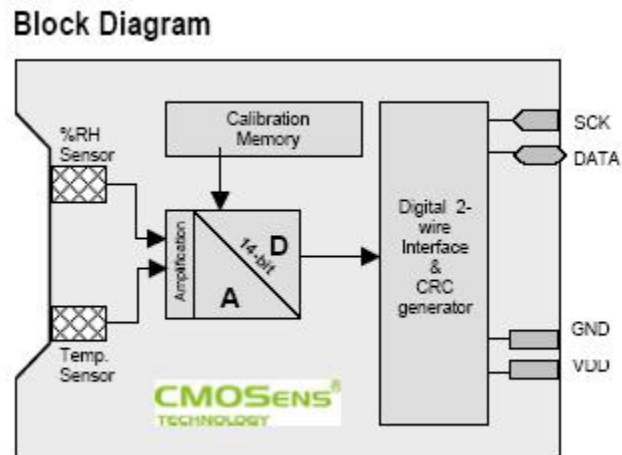 Block Diagram
%RH
Sensor
Calibration
Memory
SCK
DATA
Digital 2-
wire
Interface
&
CRC
generator
Amplification
14-bit
D
A
GND
VDD
Temp.
Sensor
CMOSENS®
TECHNOLOGY